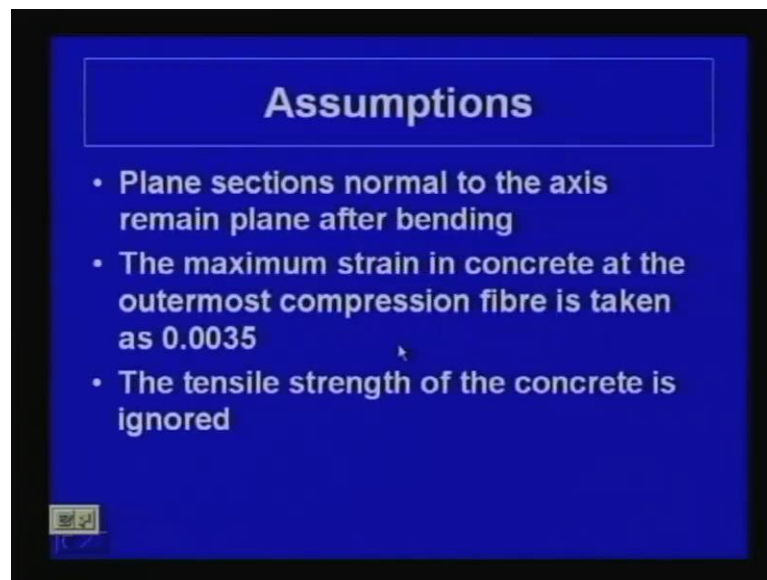 Assumptions
• Plane sections normal to the axis
remain plane after bending
• The maximum strain in concrete at the
outermost compression fibre is taken
as 0.0035
• The tensile strength of the concrete is
ignored